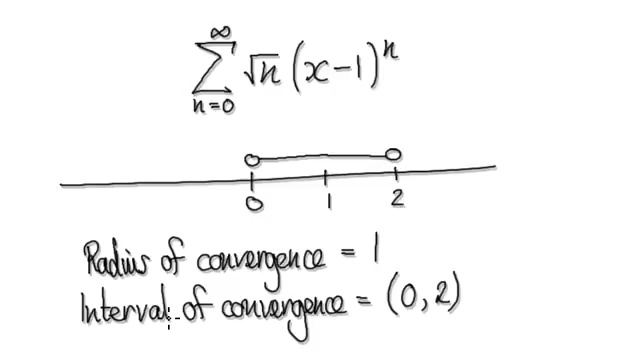 ∞
∑ √n (x-1)^n
n=0
0 1 2
Radius of convergence = 1
Interval of convergence = (0, 2)